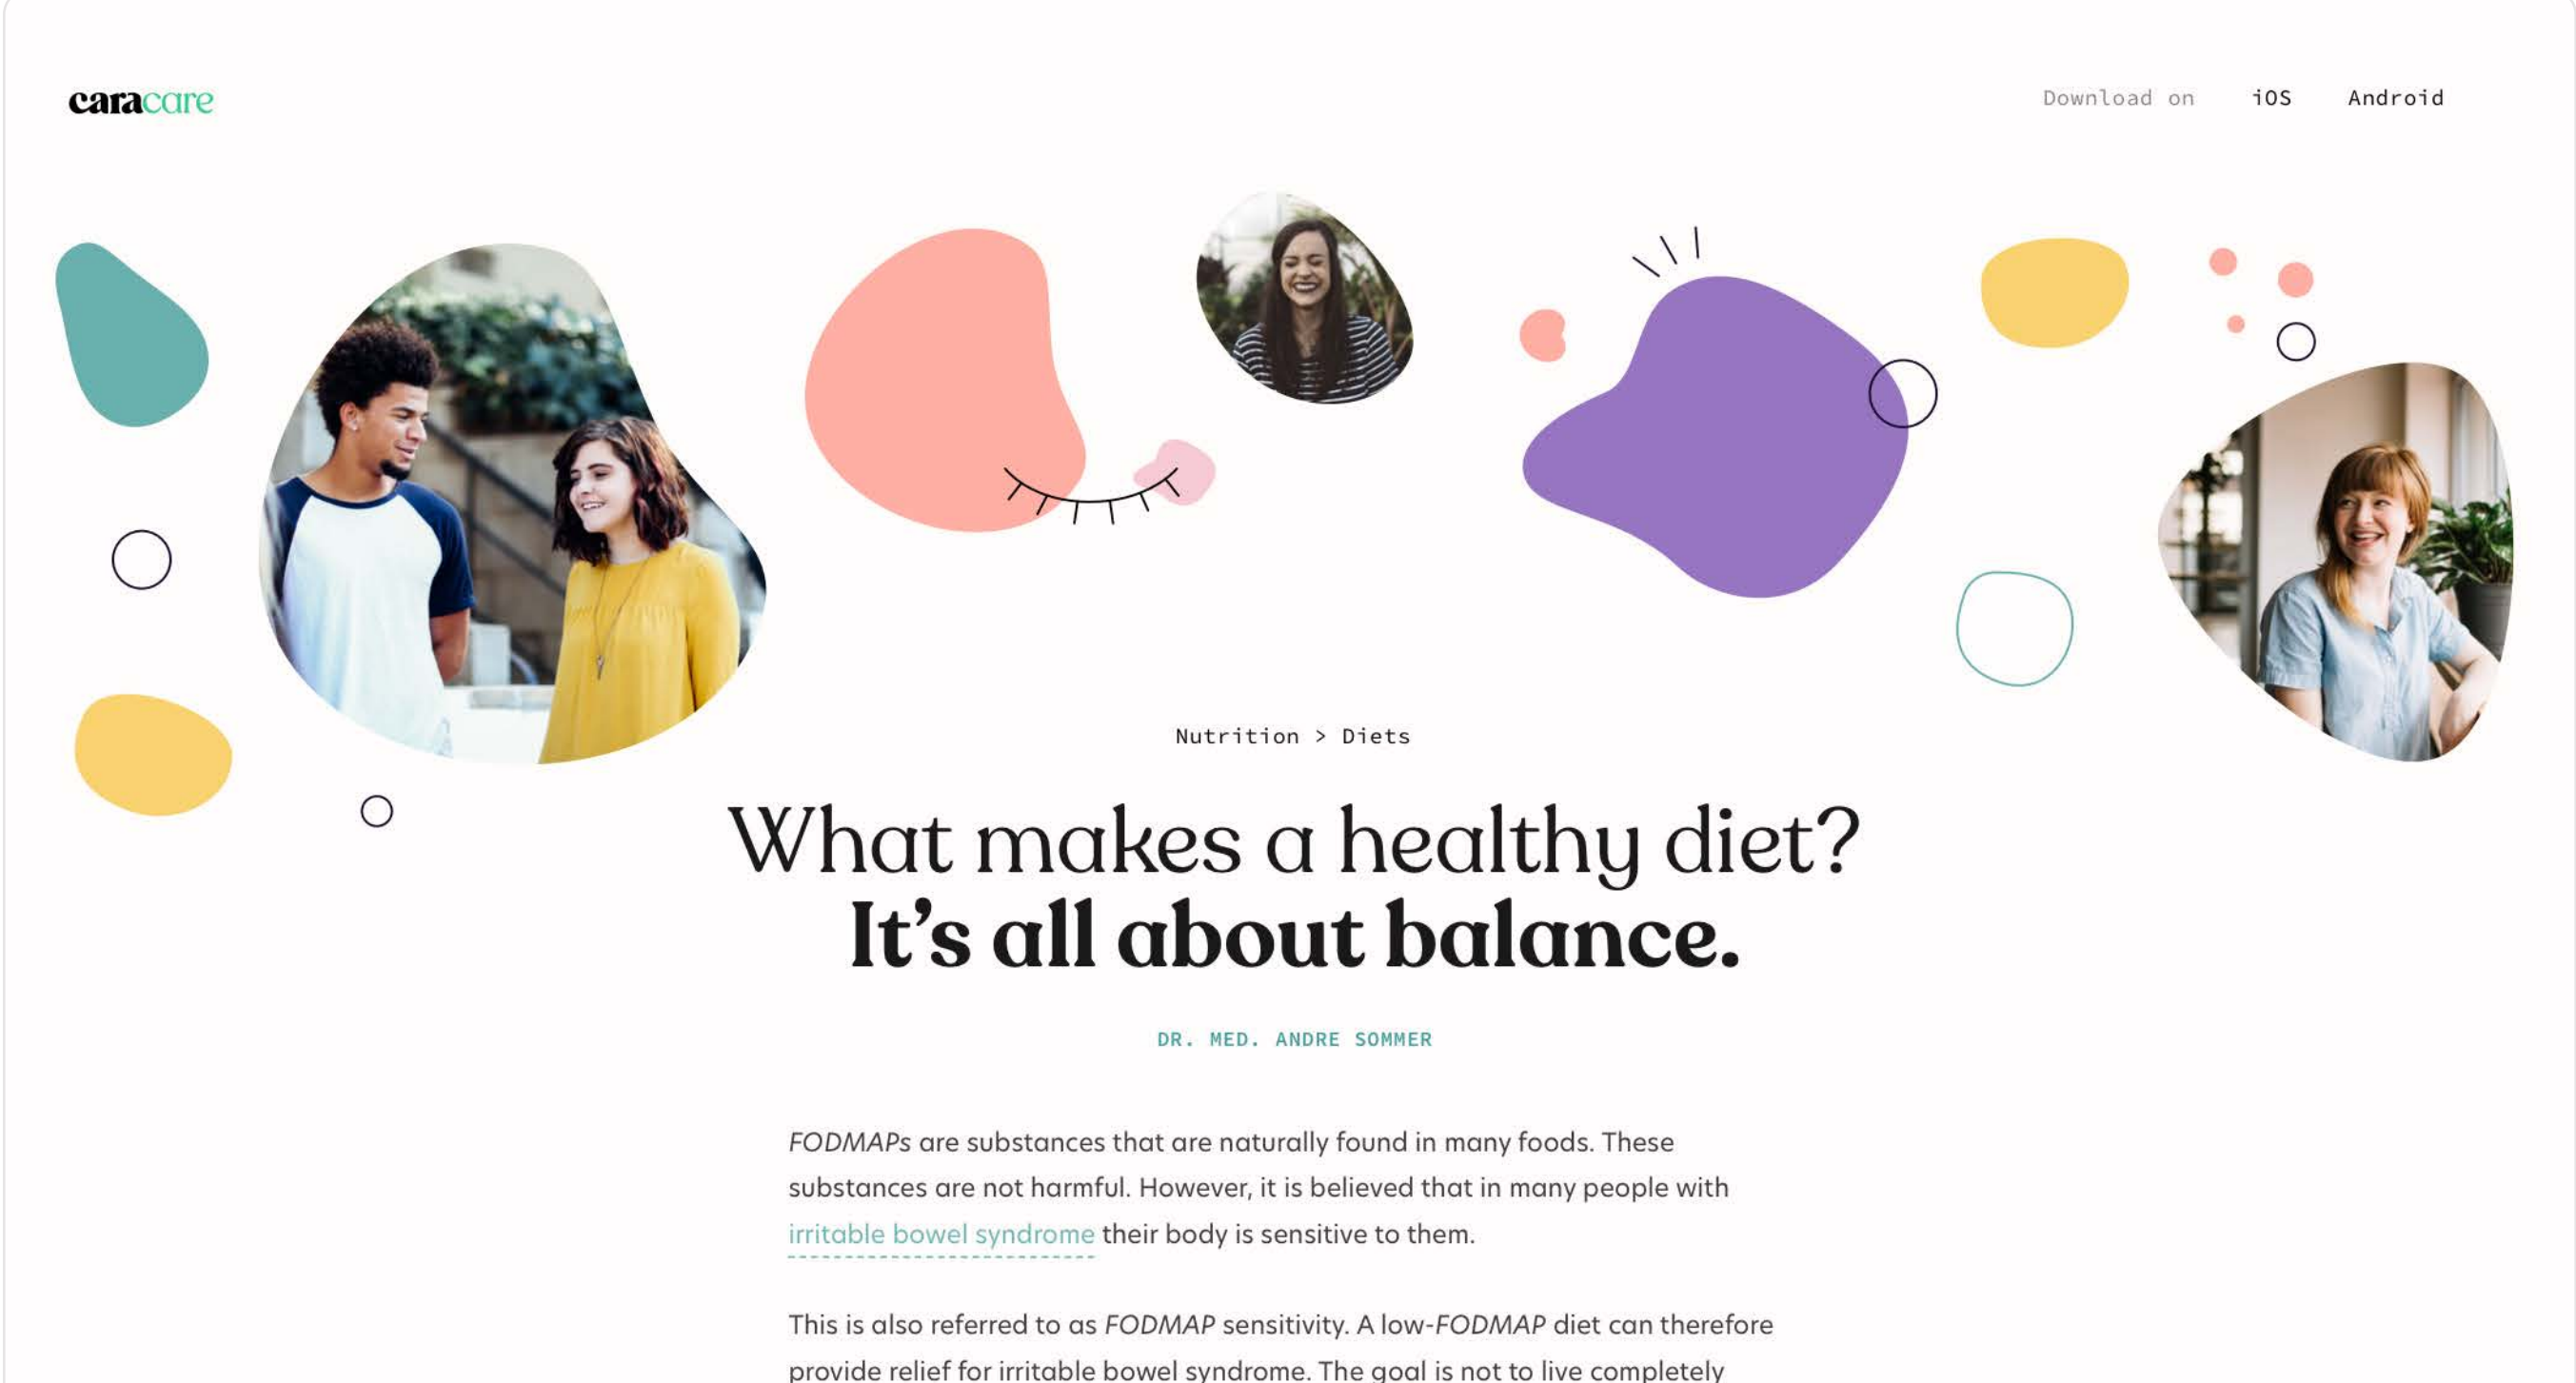 caracare
Download on iOS Android
Nutrition > Diets
What makes a healthy diet?
It’s all about balance.
DR. MED. ANDRE SOMMER
FODMAPs are substances that are naturally found in many foods. These
substances are not harmful. However, it is believed that in many people with
irritable bowel syndrome their body is sensitive to them.
This is also referred to as FODMAP sensitivity. A low-FODMAP diet can therefore
provide relief for irritable bowel syndrome. The goal is not to live completely